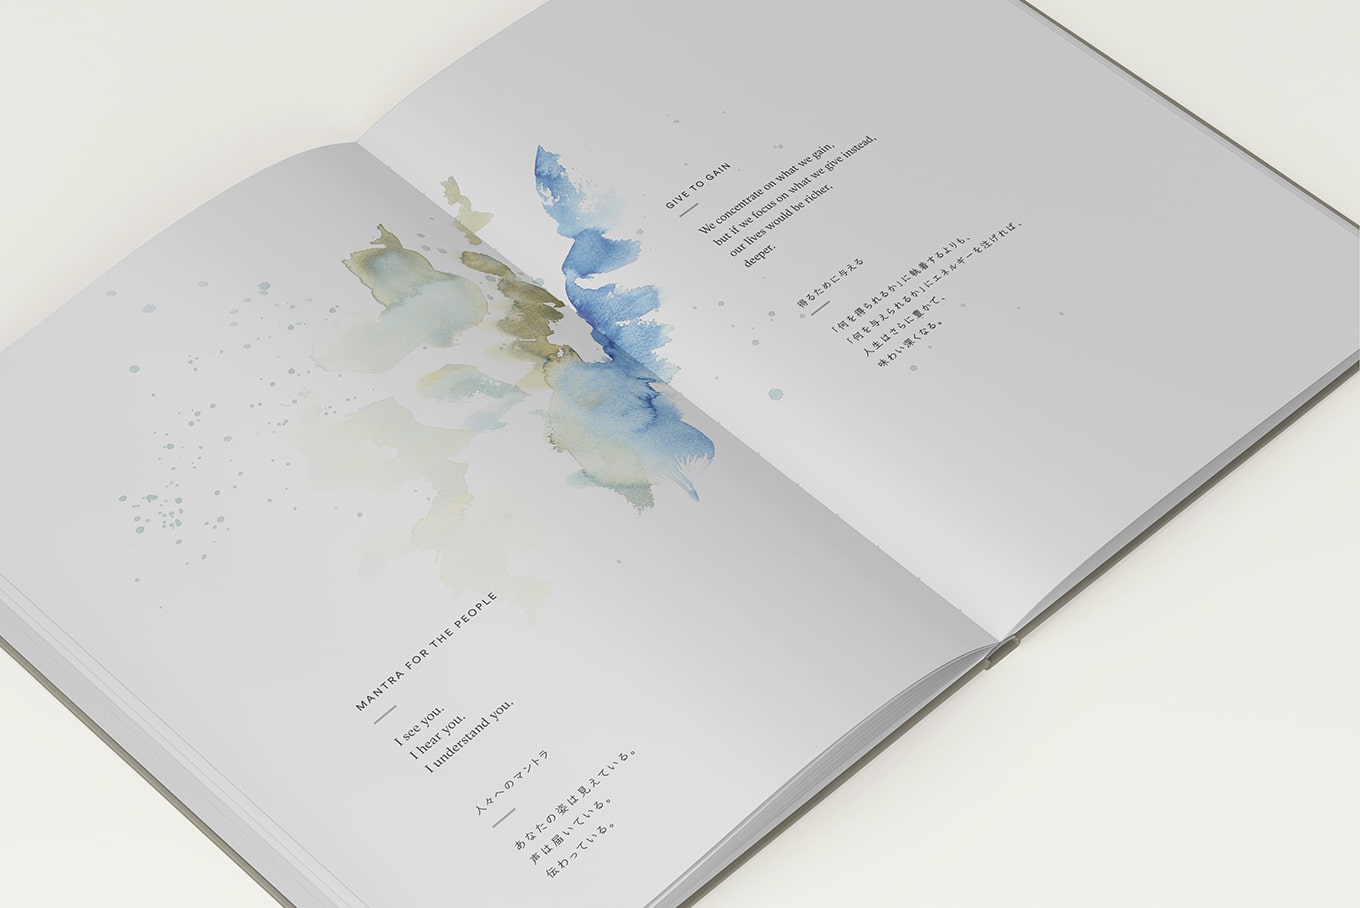 MANTRA FOR THE PEOPLE
I see you.
I hear you.
I understand you.
人々へのマントラ
あなたの姿は見えている。
声は届いている。
伝わっている。
GIVE TO GAIN
We concentrate on what we gain,
but if we focus on what we give instead,
our lives would be richer,
deeper.
得るために与える
「何を得られるか」に執着するよりも、
「何を与えられるか」にエネルギーを注げれば、
人生はさらに豊かで、
味わい深くなる。